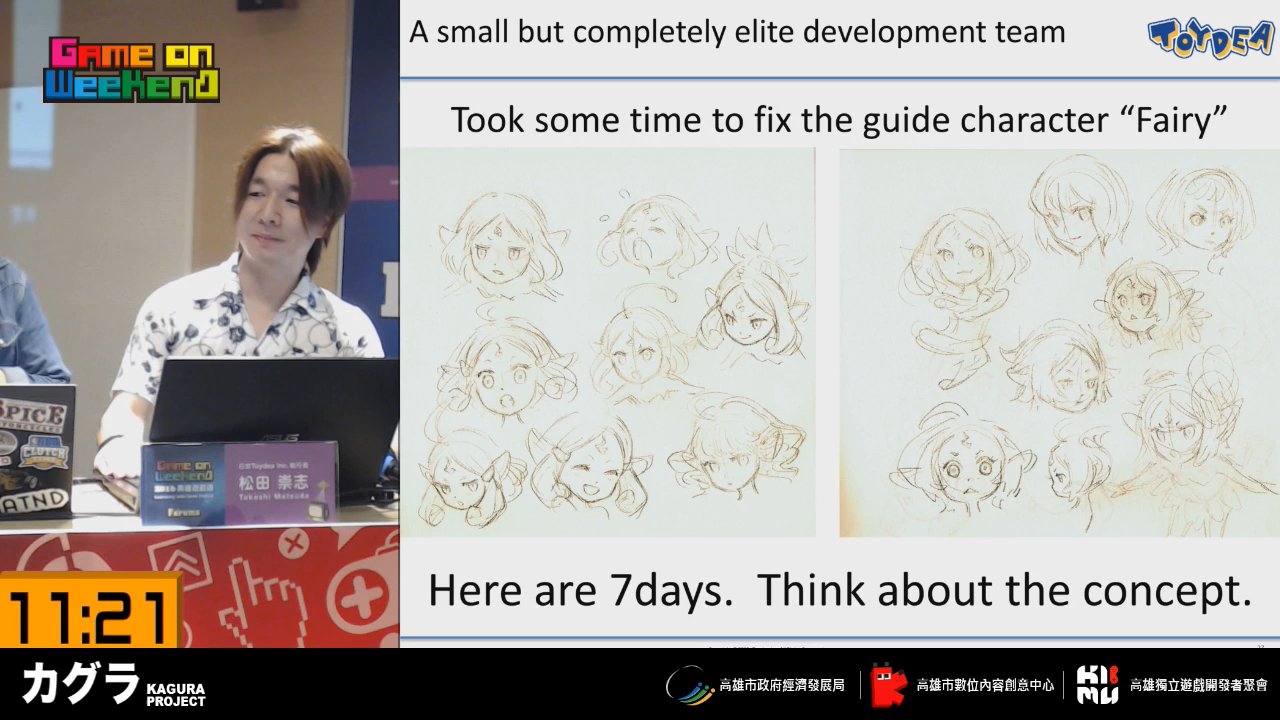 GAME ON
WEEKEND
A small but completely elite development team
TOYDEA
Took some time to fix the guide character “Fairy”
Here are 7days. Think about the concept.
SPICE
CLUTCH
ATND
ASUS
GAME ON
WEEKEND
Forums
松田 崇志
Takashi Matsuda
11:21
カグラ
KAGURA
PROJECT
高雄市政府經濟發展局
高雄市數位內容創意中心
KIMU
高雄獨立遊戲開發者聚會